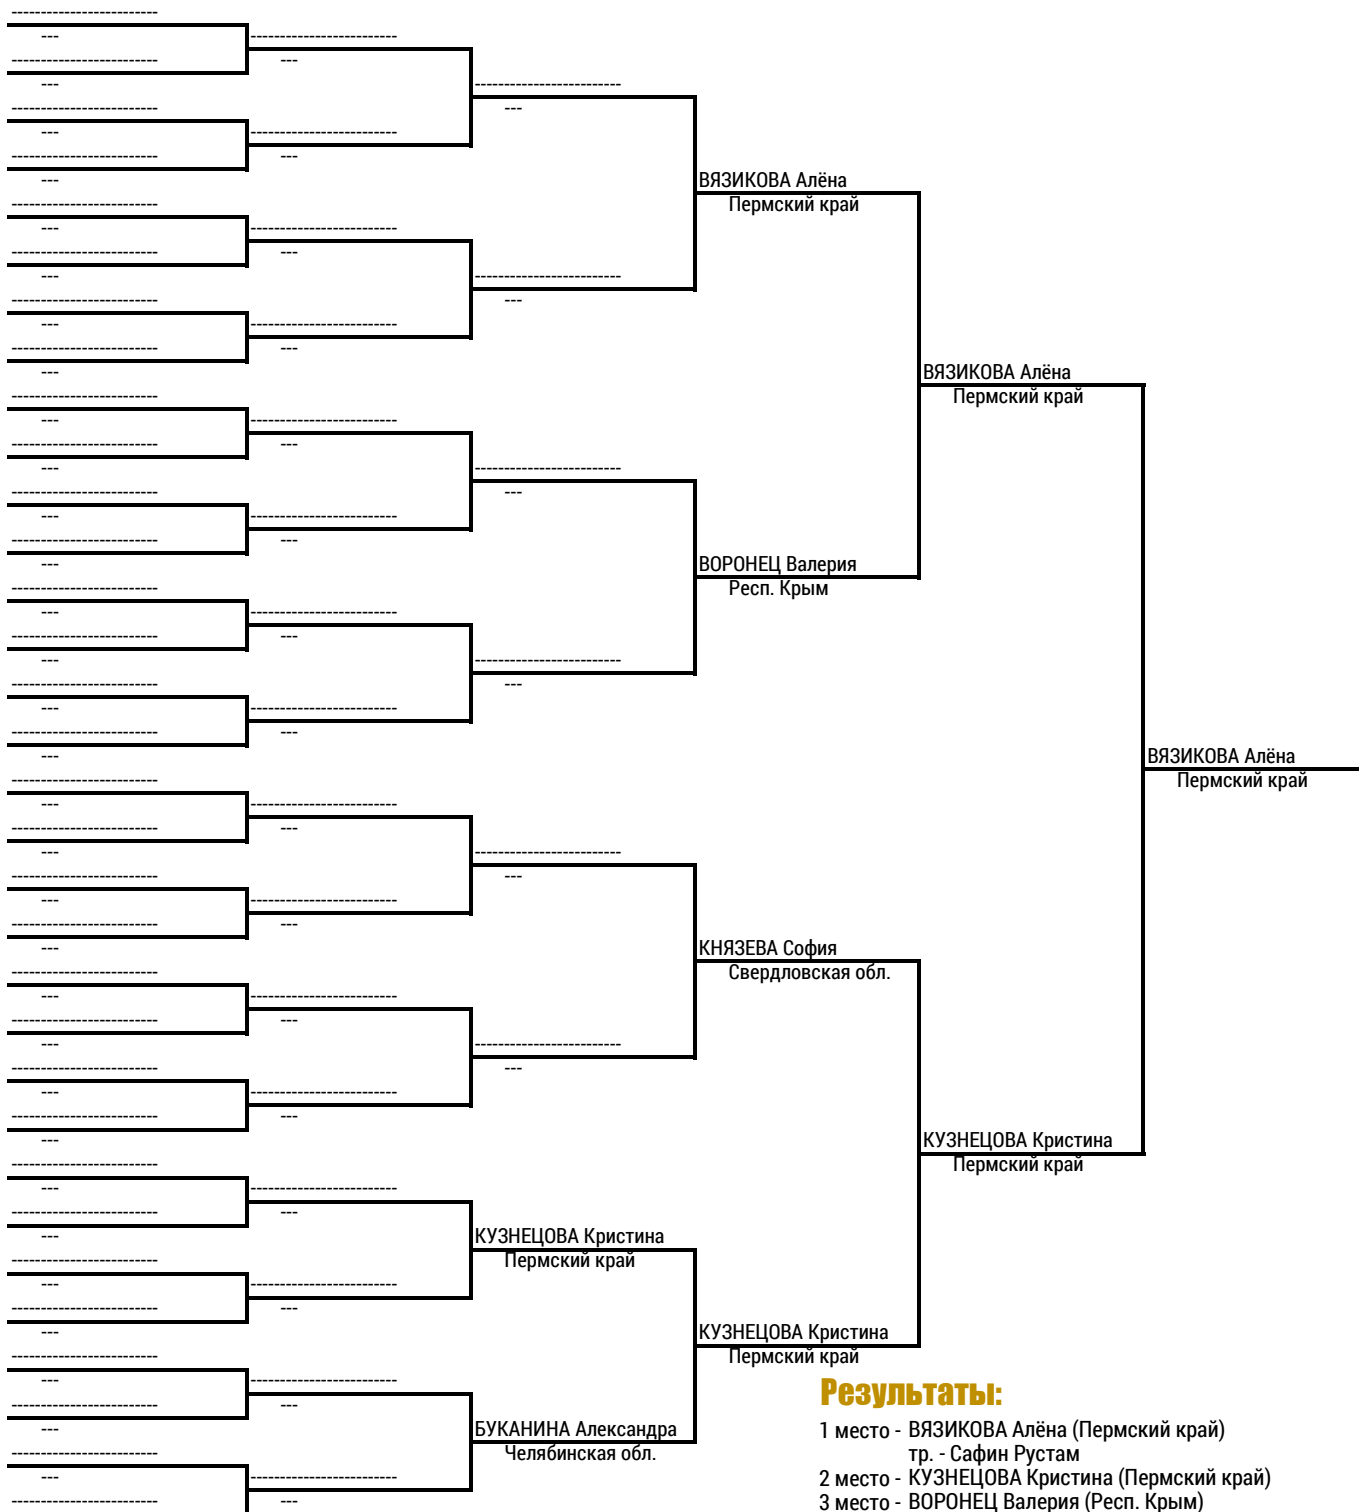 ВЯЗИКОВА Алёна
Пермский край
ВЯЗИКОВА Алёна
Пермский край
ВОРОНЕЦ Валерия
Респ. Крым
ВЯЗИКОВА Алёна
Пермский край
КНЯЗЕВА София
Свердловская обл.
КУЗНЕЦОВА Кристина
Пермский край
КУЗНЕЦОВА Кристина
Пермский край
КУЗНЕЦОВА Кристина
Пермский край
БУКАНИНА Александра
Челябинская обл.
Результаты:
1 место - ВЯЗИКОВА Алёна (Пермский край)
тр. - Сафин Рустам
2 место - КУЗНЕЦОВА Кристина (Пермский край)
3 место - ВОРОНЕЦ Валерия (Респ. Крым)